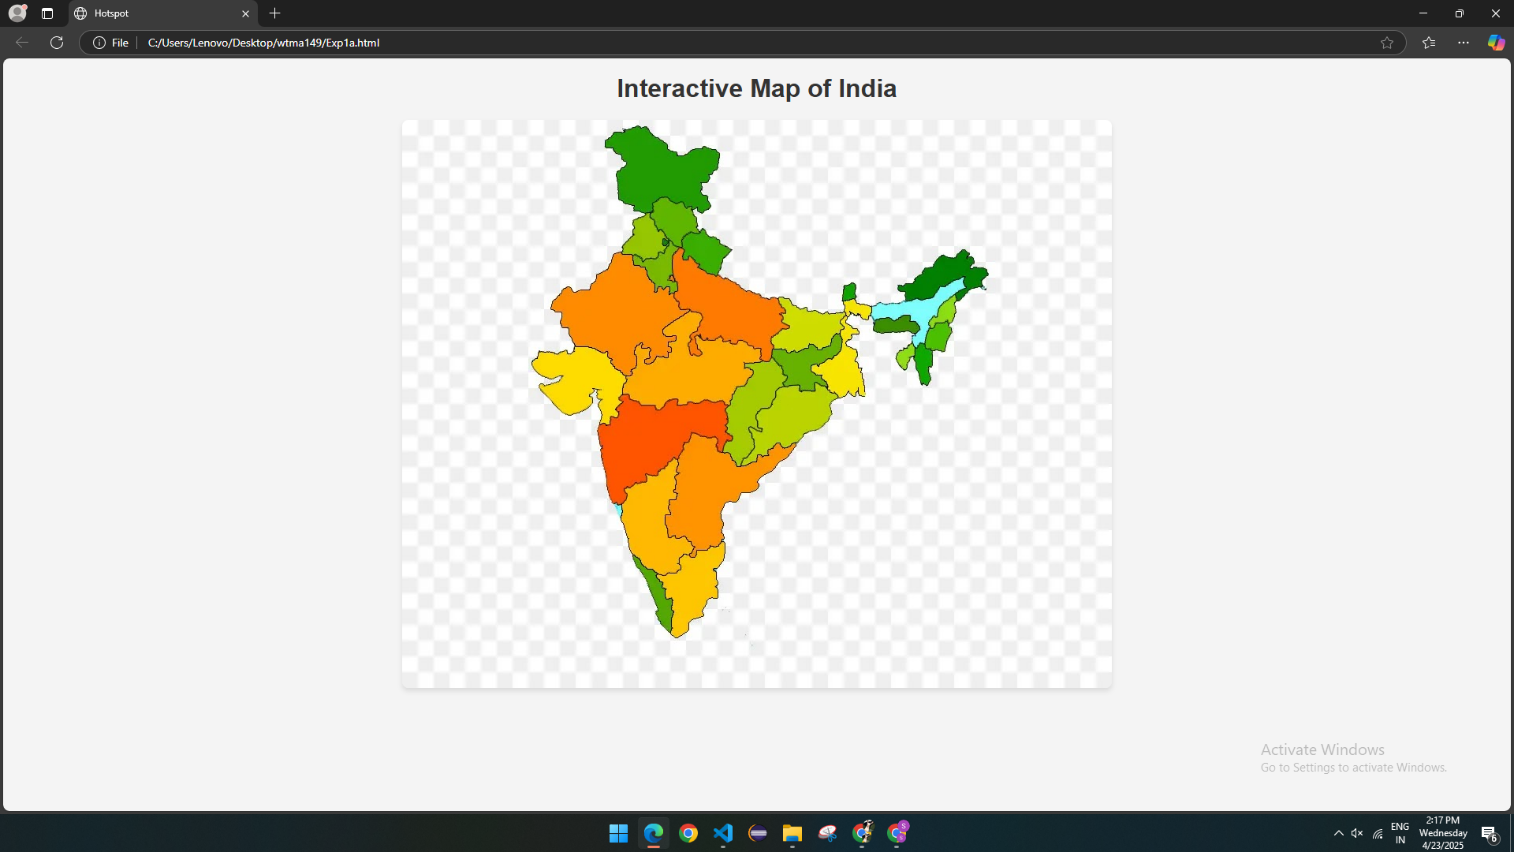 Hotspot
File C:/Users/Lenovo/Desktop/wtma149/Exp1a.html
Interactive Map of India
Activate Windows
Go to Settings to activate Windows.
S
ENG
IN
2:17 PM
Wednesday
4/23/2025
6